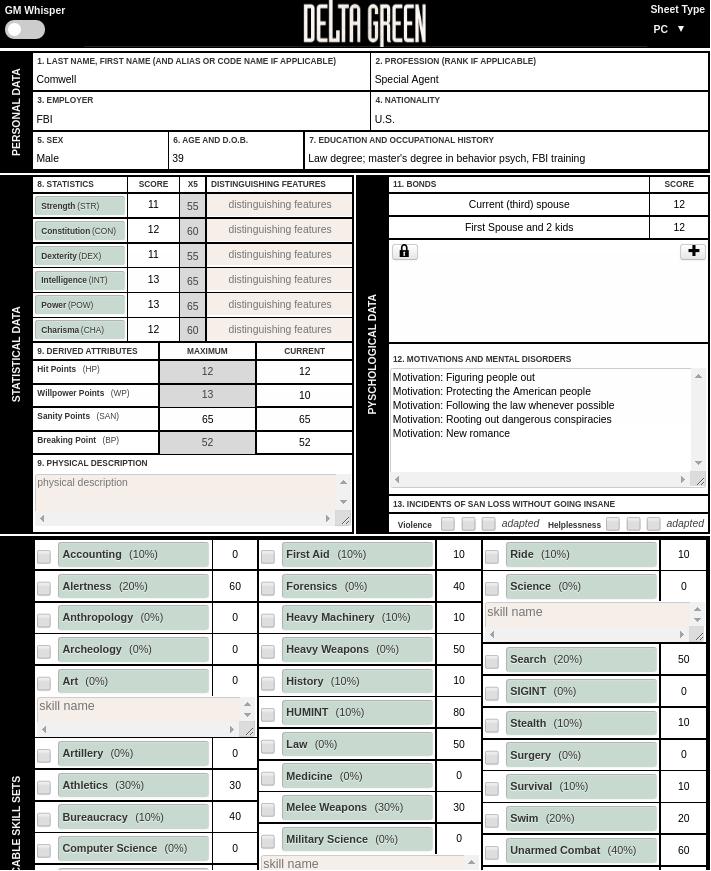 GM Whisper
DELTA GREEN
Sheet Type
PC ▼
PERSONAL DATA
1. LAST NAME, FIRST NAME (AND ALIAS OR CODE NAME IF APPLICABLE)
Comwell
2. PROFESSION (RANK IF APPLICABLE)
Special Agent
3. EMPLOYER
FBI
4. NATIONALITY
U.S.
5. SEX
Male
6. AGE AND D.O.B.
39
7. EDUCATION AND OCCUPATIONAL HISTORY
Law degree; master's degree in behavior psych, FBI training
STATISTICAL DATA
8. STATISTICS SCORE X5 DISTINGUISHING FEATURES
Strength (STR) 11 55 distinguishing features
Constitution (CON) 12 60 distinguishing features
Dexterity (DEX) 11 55 distinguishing features
Intelligence (INT) 13 65 distinguishing features
Power (POW) 13 65 distinguishing features
Charisma (CHA) 12 60 distinguishing features
9. DERIVED ATTRIBUTES MAXIMUM CURRENT
Hit Points (HP) 12 12
Willpower Points (WP) 13 10
Sanity Points (SAN) 65 65
Breaking Point (BP) 52 52
9. PHYSICAL DESCRIPTION
physical description
PYSCHOLOGICAL DATA
11. BONDS SCORE
Current (third) spouse 12
First Spouse and 2 kids 12
12. MOTIVATIONS AND MENTAL DISORDERS
Motivation: Figuring people out
Motivation: Protecting the American people
Motivation: Following the law whenever possible
Motivation: Rooting out dangerous conspiracies
Motivation: New romance
13. INCIDENTS OF SAN LOSS WITHOUT GOING INSANE
Violence adapted Helplessness adapted
CABLE SKILL SETS
Accounting (10%) 0
Alertness (20%) 60
Anthropology (0%) 0
Archeology (0%) 0
Art (0%) 0
skill name
Artillery (0%) 0
Athletics (30%) 30
Bureaucracy (10%) 40
Computer Science (0%) 0
First Aid (10%) 10
Forensics (0%) 40
Heavy Machinery (10%) 10
Heavy Weapons (0%) 50
History (10%) 10
HUMINT (10%) 80
Law (0%) 50
Medicine (0%) 0
Melee Weapons (30%) 30
Military Science (0%) 0
skill name
Ride (10%) 10
Science (0%) 0
skill name
Search (20%) 50
SIGINT (0%) 0
Stealth (10%) 10
Surgery (0%) 0
Survival (10%) 10
Swim (20%) 20
Unarmed Combat (40%) 60